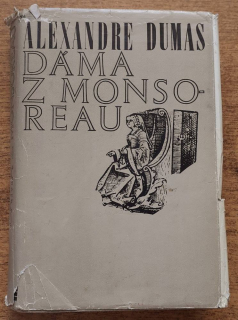 ALEXANDRE DUMAS
DÁMA
Z MONSO-
REAU